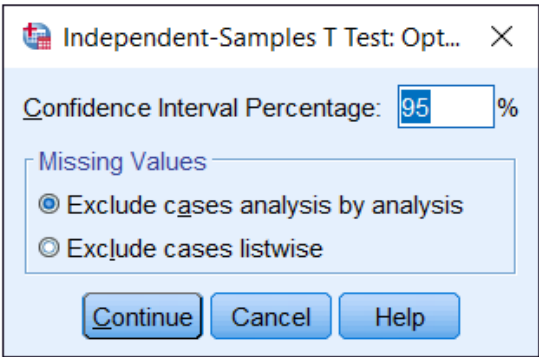 Independent-Samples T Test: Opt...
Confidence Interval Percentage: 95 %
Missing Values
Exclude cases analysis by analysis
Exclude cases listwise
Continue Cancel Help